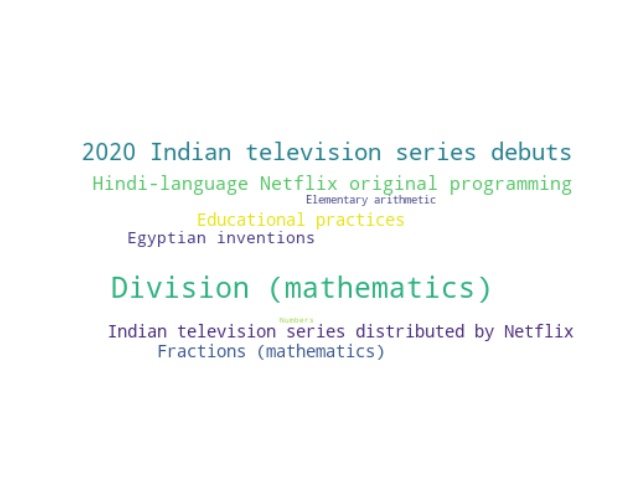 2020 Indian television series debuts
Hindi-language Netflix original programming
Elementary arithmetic
Educational practices
Egyptian inventions
Division (mathematics)
Numbers
Indian television series distributed by Netflix
Fractions (mathematics)